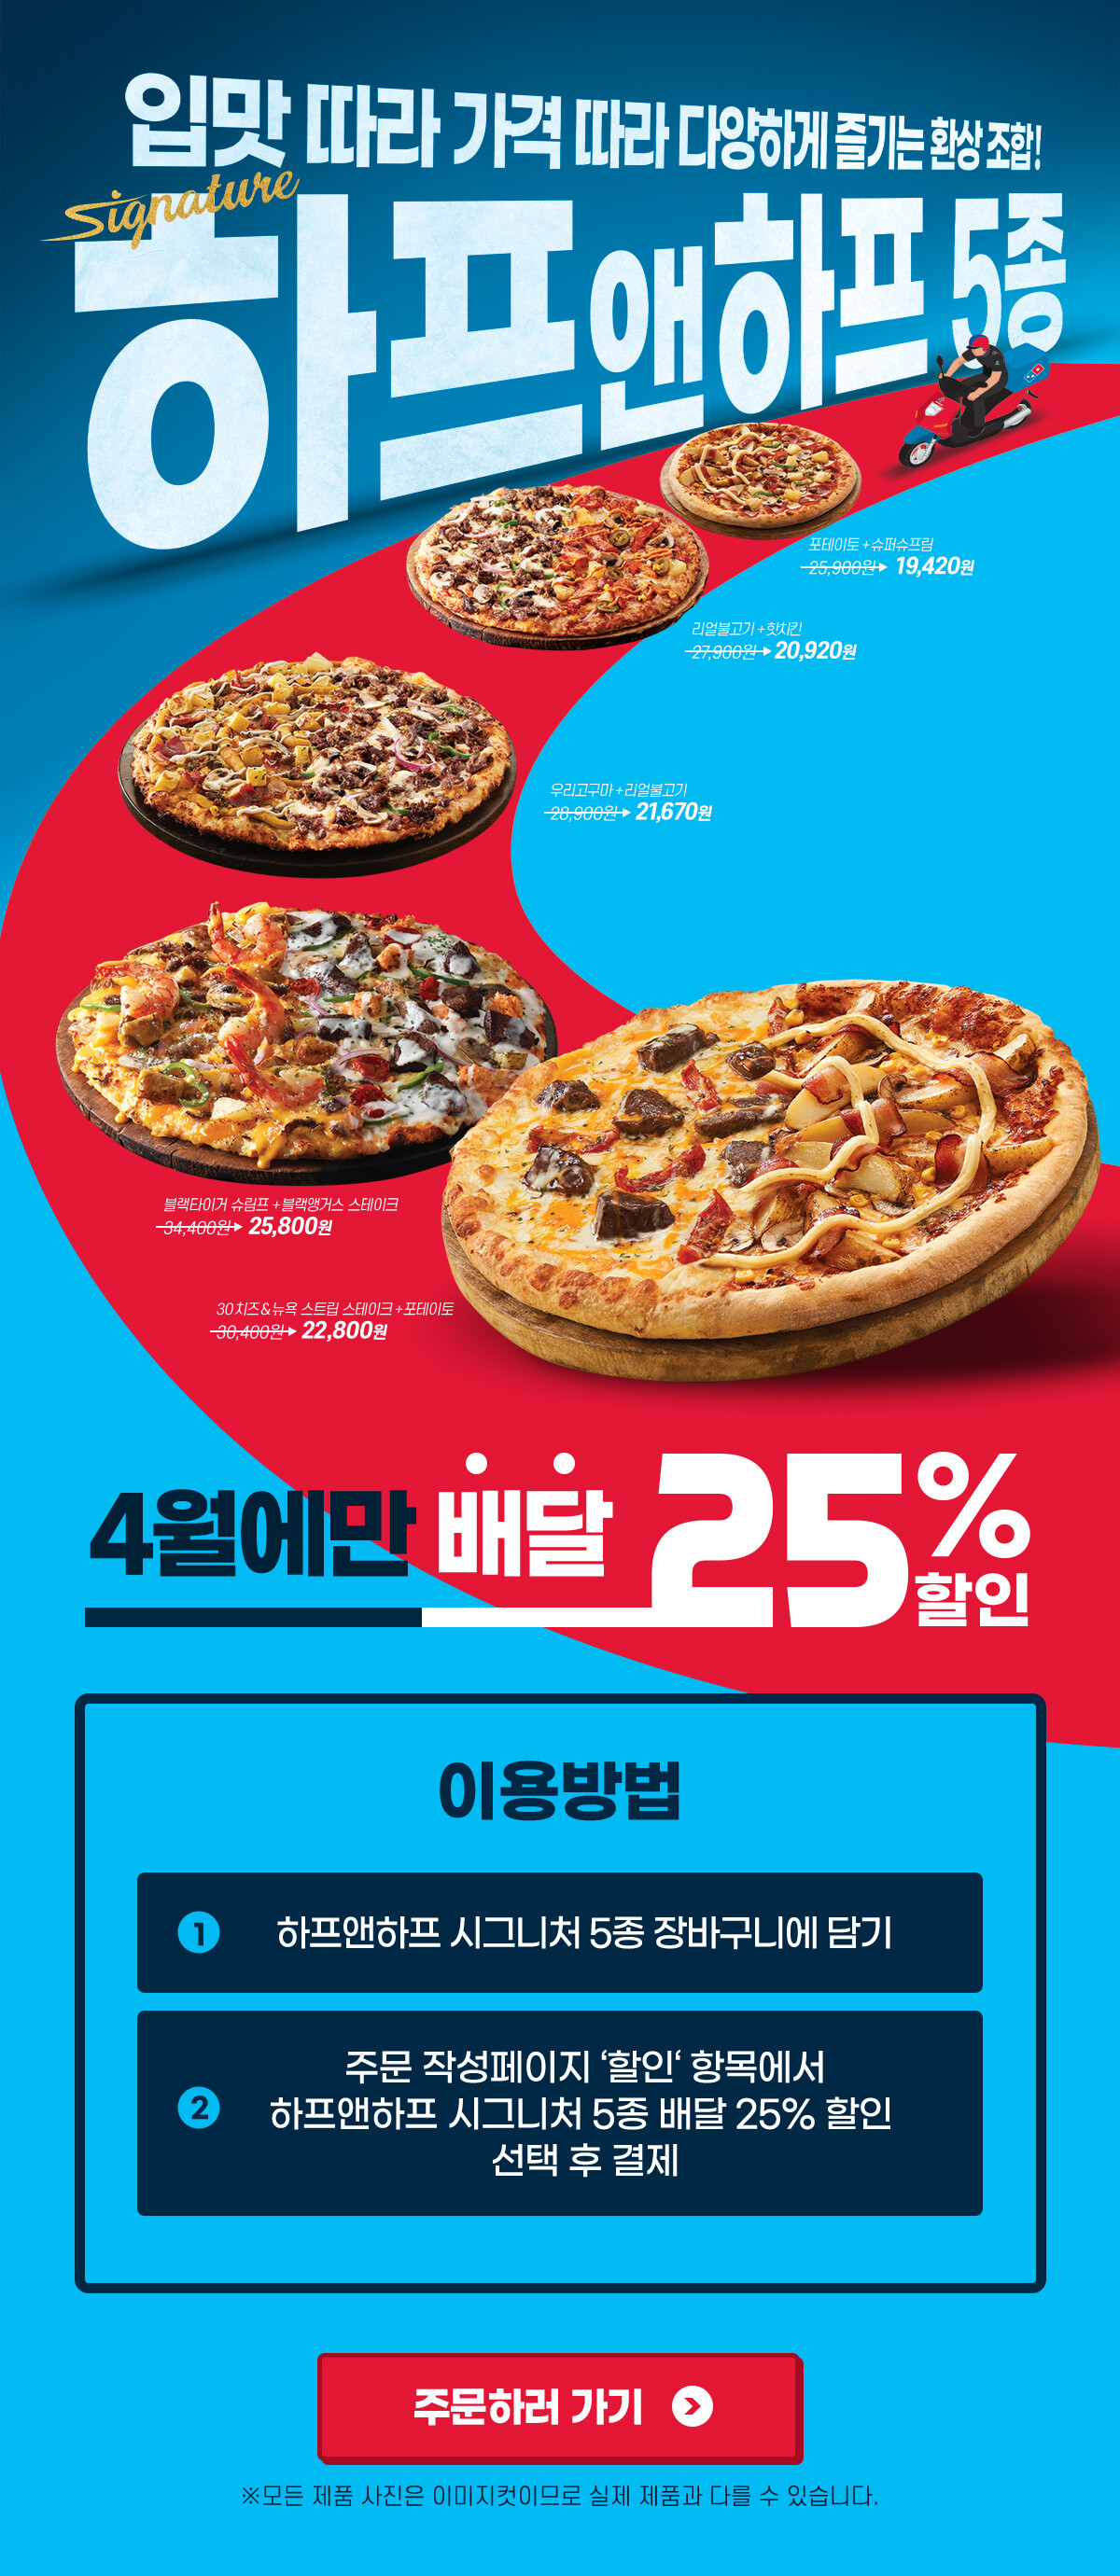 입맛 따라 가격 따라 다양하게 즐기는 환상 조합!
Signature
하프앤하프 5종
포테이토+슈퍼슈프림
25,900원▶ 19,420원
리얼불고기+핫치킨
27,900원▶ 20,920원
우리고구마+리얼불고기
28,900원▶ 21,670원
블랙타이거 슈림프+블랙앵거스 스테이크
34,400원▶ 25,800원
30치즈&뉴욕 스트립 스테이크+포테이토
30,400원▶ 22,800원
4월에만 배달 25%
할인
이용방법
1 하프앤하프 시그니처 5종 장바구니에 담기
주문 작성페이지 ‘할인‘ 항목에서
2 하프앤하프 시그니처 5종 배달 25% 할인
선택 후 결제
주문하러 가기
※모든 제품 사진은 이미지컷이므로 실제 제품과 다를 수 있습니다.